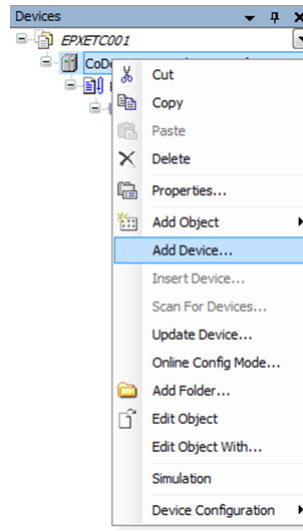 Devices
EPXETC001
CoD
Cut
Copy
Paste
Delete
Properties...
Add Object
Add Device...
Insert Device...
Scan For Devices...
Update Device...
Online Config Mode...
Add Folder...
Edit Object
Edit Object With...
Simulation
Device Configuration